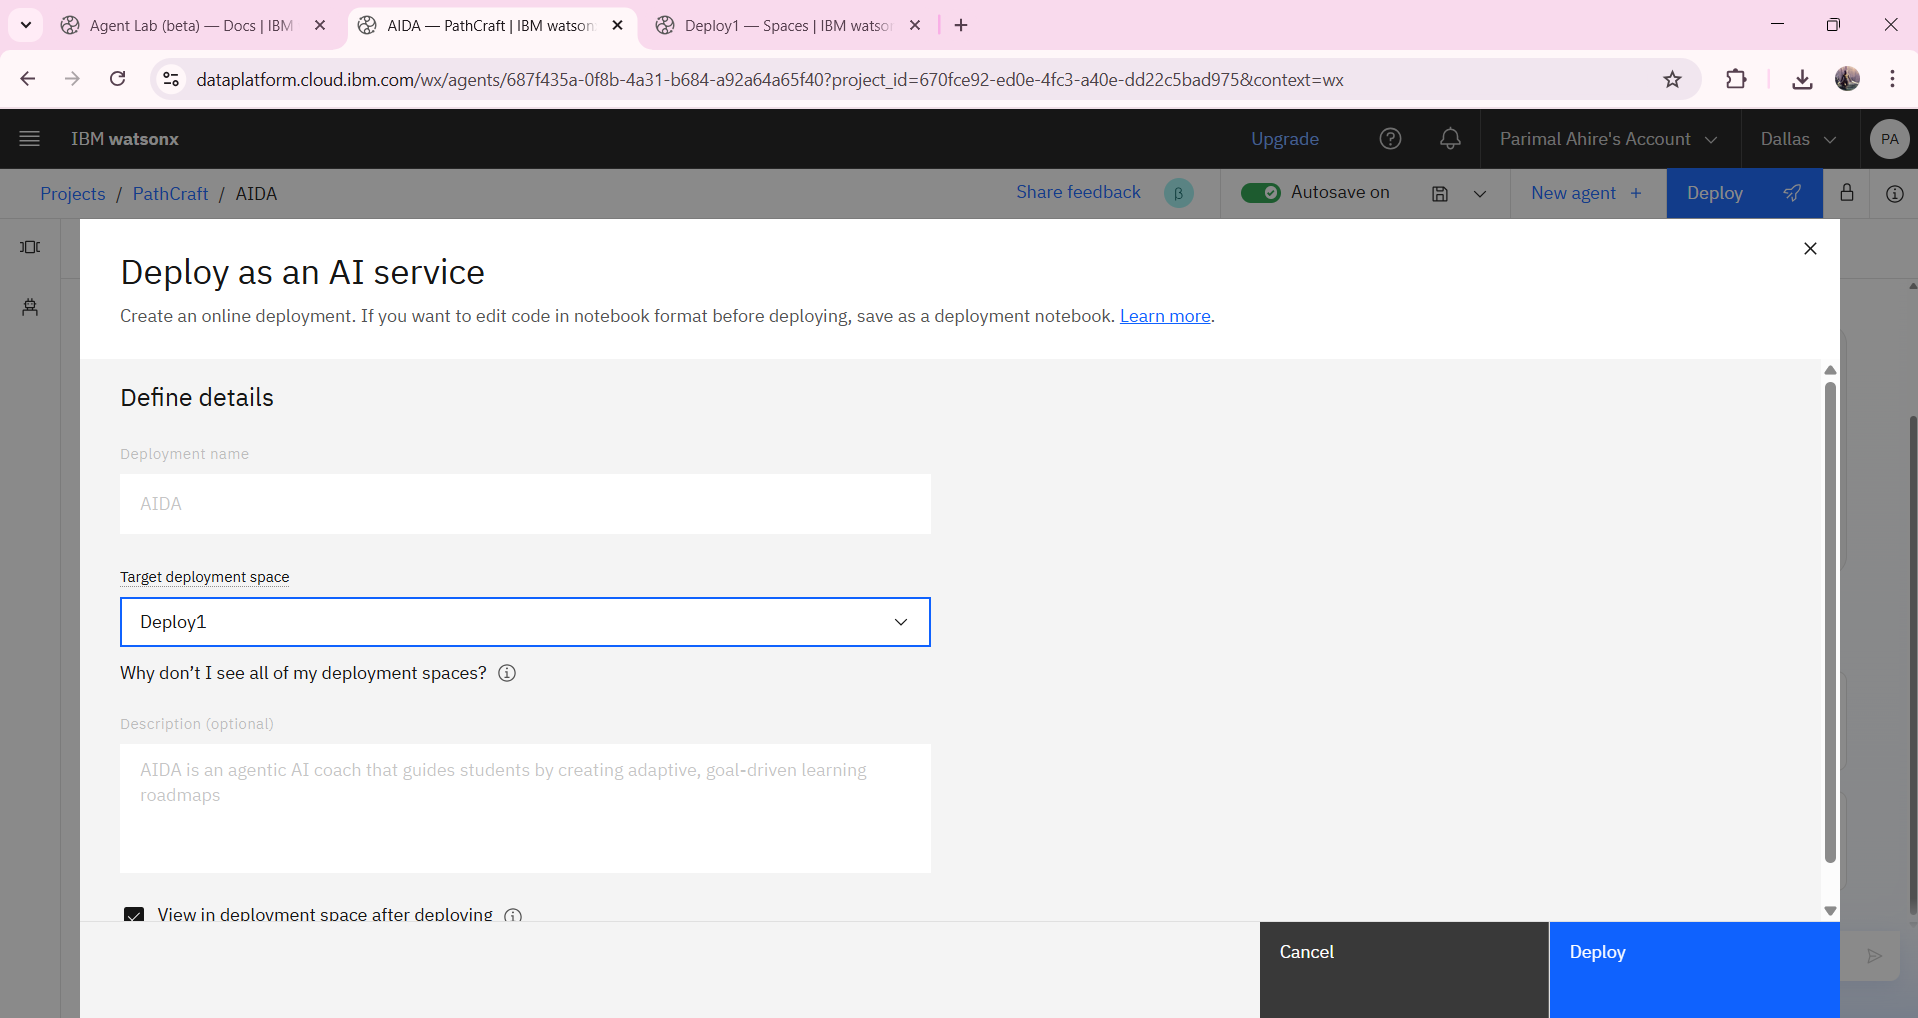 Agent Lab (beta) — Docs | IBM
AIDA — PathCraft | IBM watson
Deploy1 — Spaces | IBM watso
dataplatform.cloud.ibm.com/wx/agents/687f435a-0f8b-4a31-b684-a92a64a65f40?project_id=670fce92-ed0e-4fc3-a40e-dd22c5bad975&context=wx
IBM watsonx
Upgrade
Parimal Ahire's Account
Dallas
PA
Projects / PathCraft / AIDA
Share feedback
β
Autosave on
New agent +
Deploy
Deploy as an AI service
Create an online deployment. If you want to edit code in notebook format before deploying, save as a deployment notebook. Learn more.
Define details
Deployment name
AIDA
Target deployment space
Deploy1
Why don’t I see all of my deployment spaces?
Description (optional)
AIDA is an agentic AI coach that guides students by creating adaptive, goal-driven learning
roadmaps
View in deployment space after deploying
Cancel
Deploy